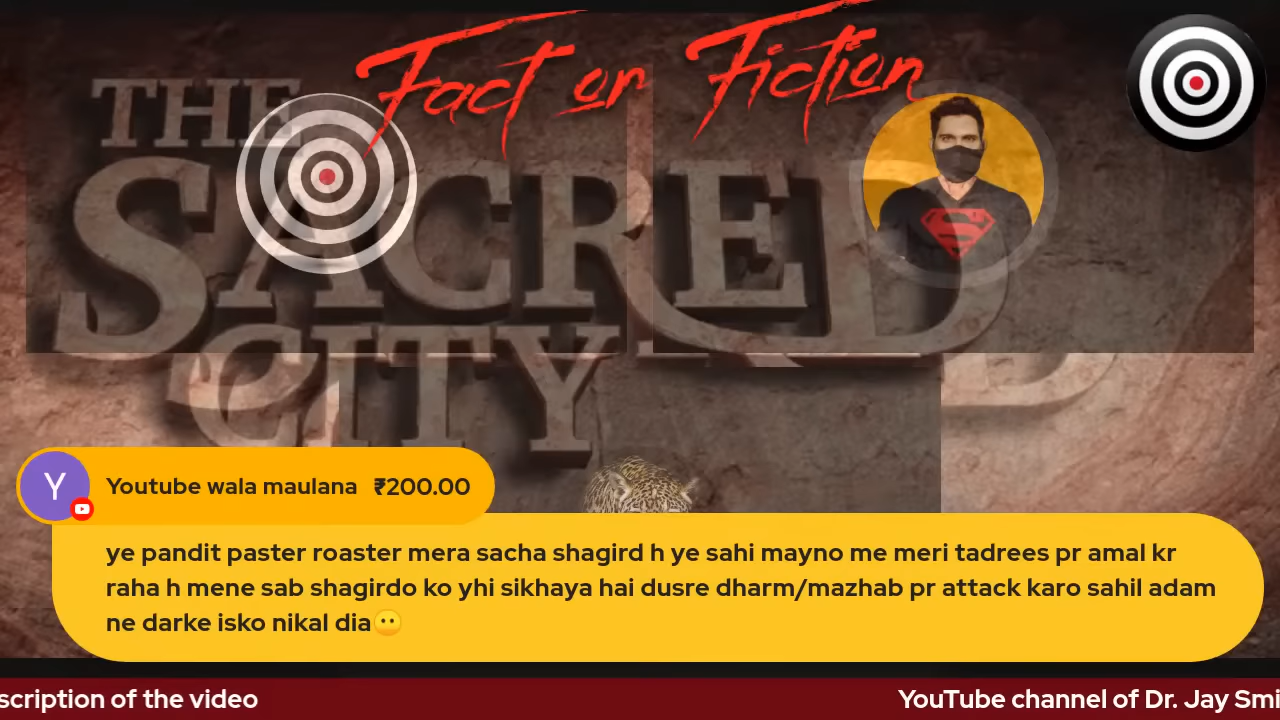 Fact or Fiction
THE
SACRED
CITY
Y
Youtube wala maulana ₹200.00
ye pandit paster roaster mera sacha shagird h ye sahi mayno me meri tadrees pr amal kr
raha h mene sab shagirdo ko yhi sikhaya hai dusre dharm/mazhab pr attack karo sahil adam
ne darke isko nikal dia😶
scription of the video
YouTube channel of Dr. Jay Smi